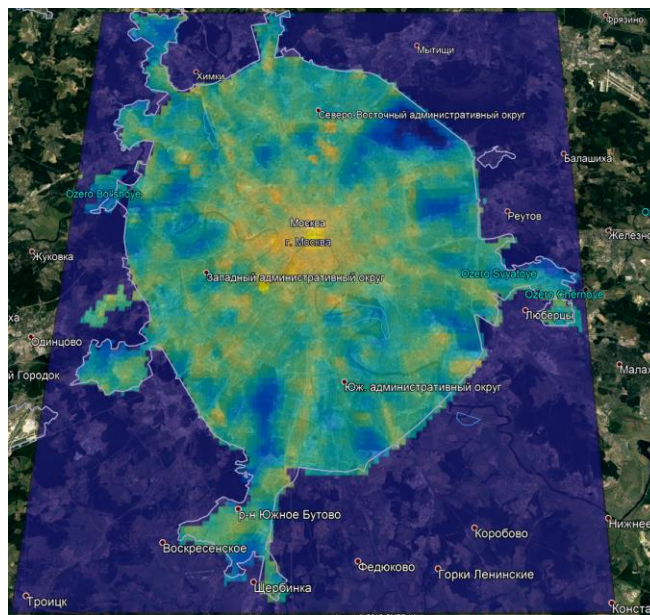 Фрязино
Мытищи
Химки
Северо-Восточный административный округ
Балашиха
Ozero Bolshoye
Реутов
Москва
г. Москва
Жуковка
Ozero Svyatoye
Западный административный округ
Ozero Chernoye
Люберцы
Одинцово
й Городок
Юж. административный округ
р-н Южное Бутово
Коробово
Нижнее
Воскресенское
Федюково
Горки Ленинские
Щербинка
Троицк
Конста